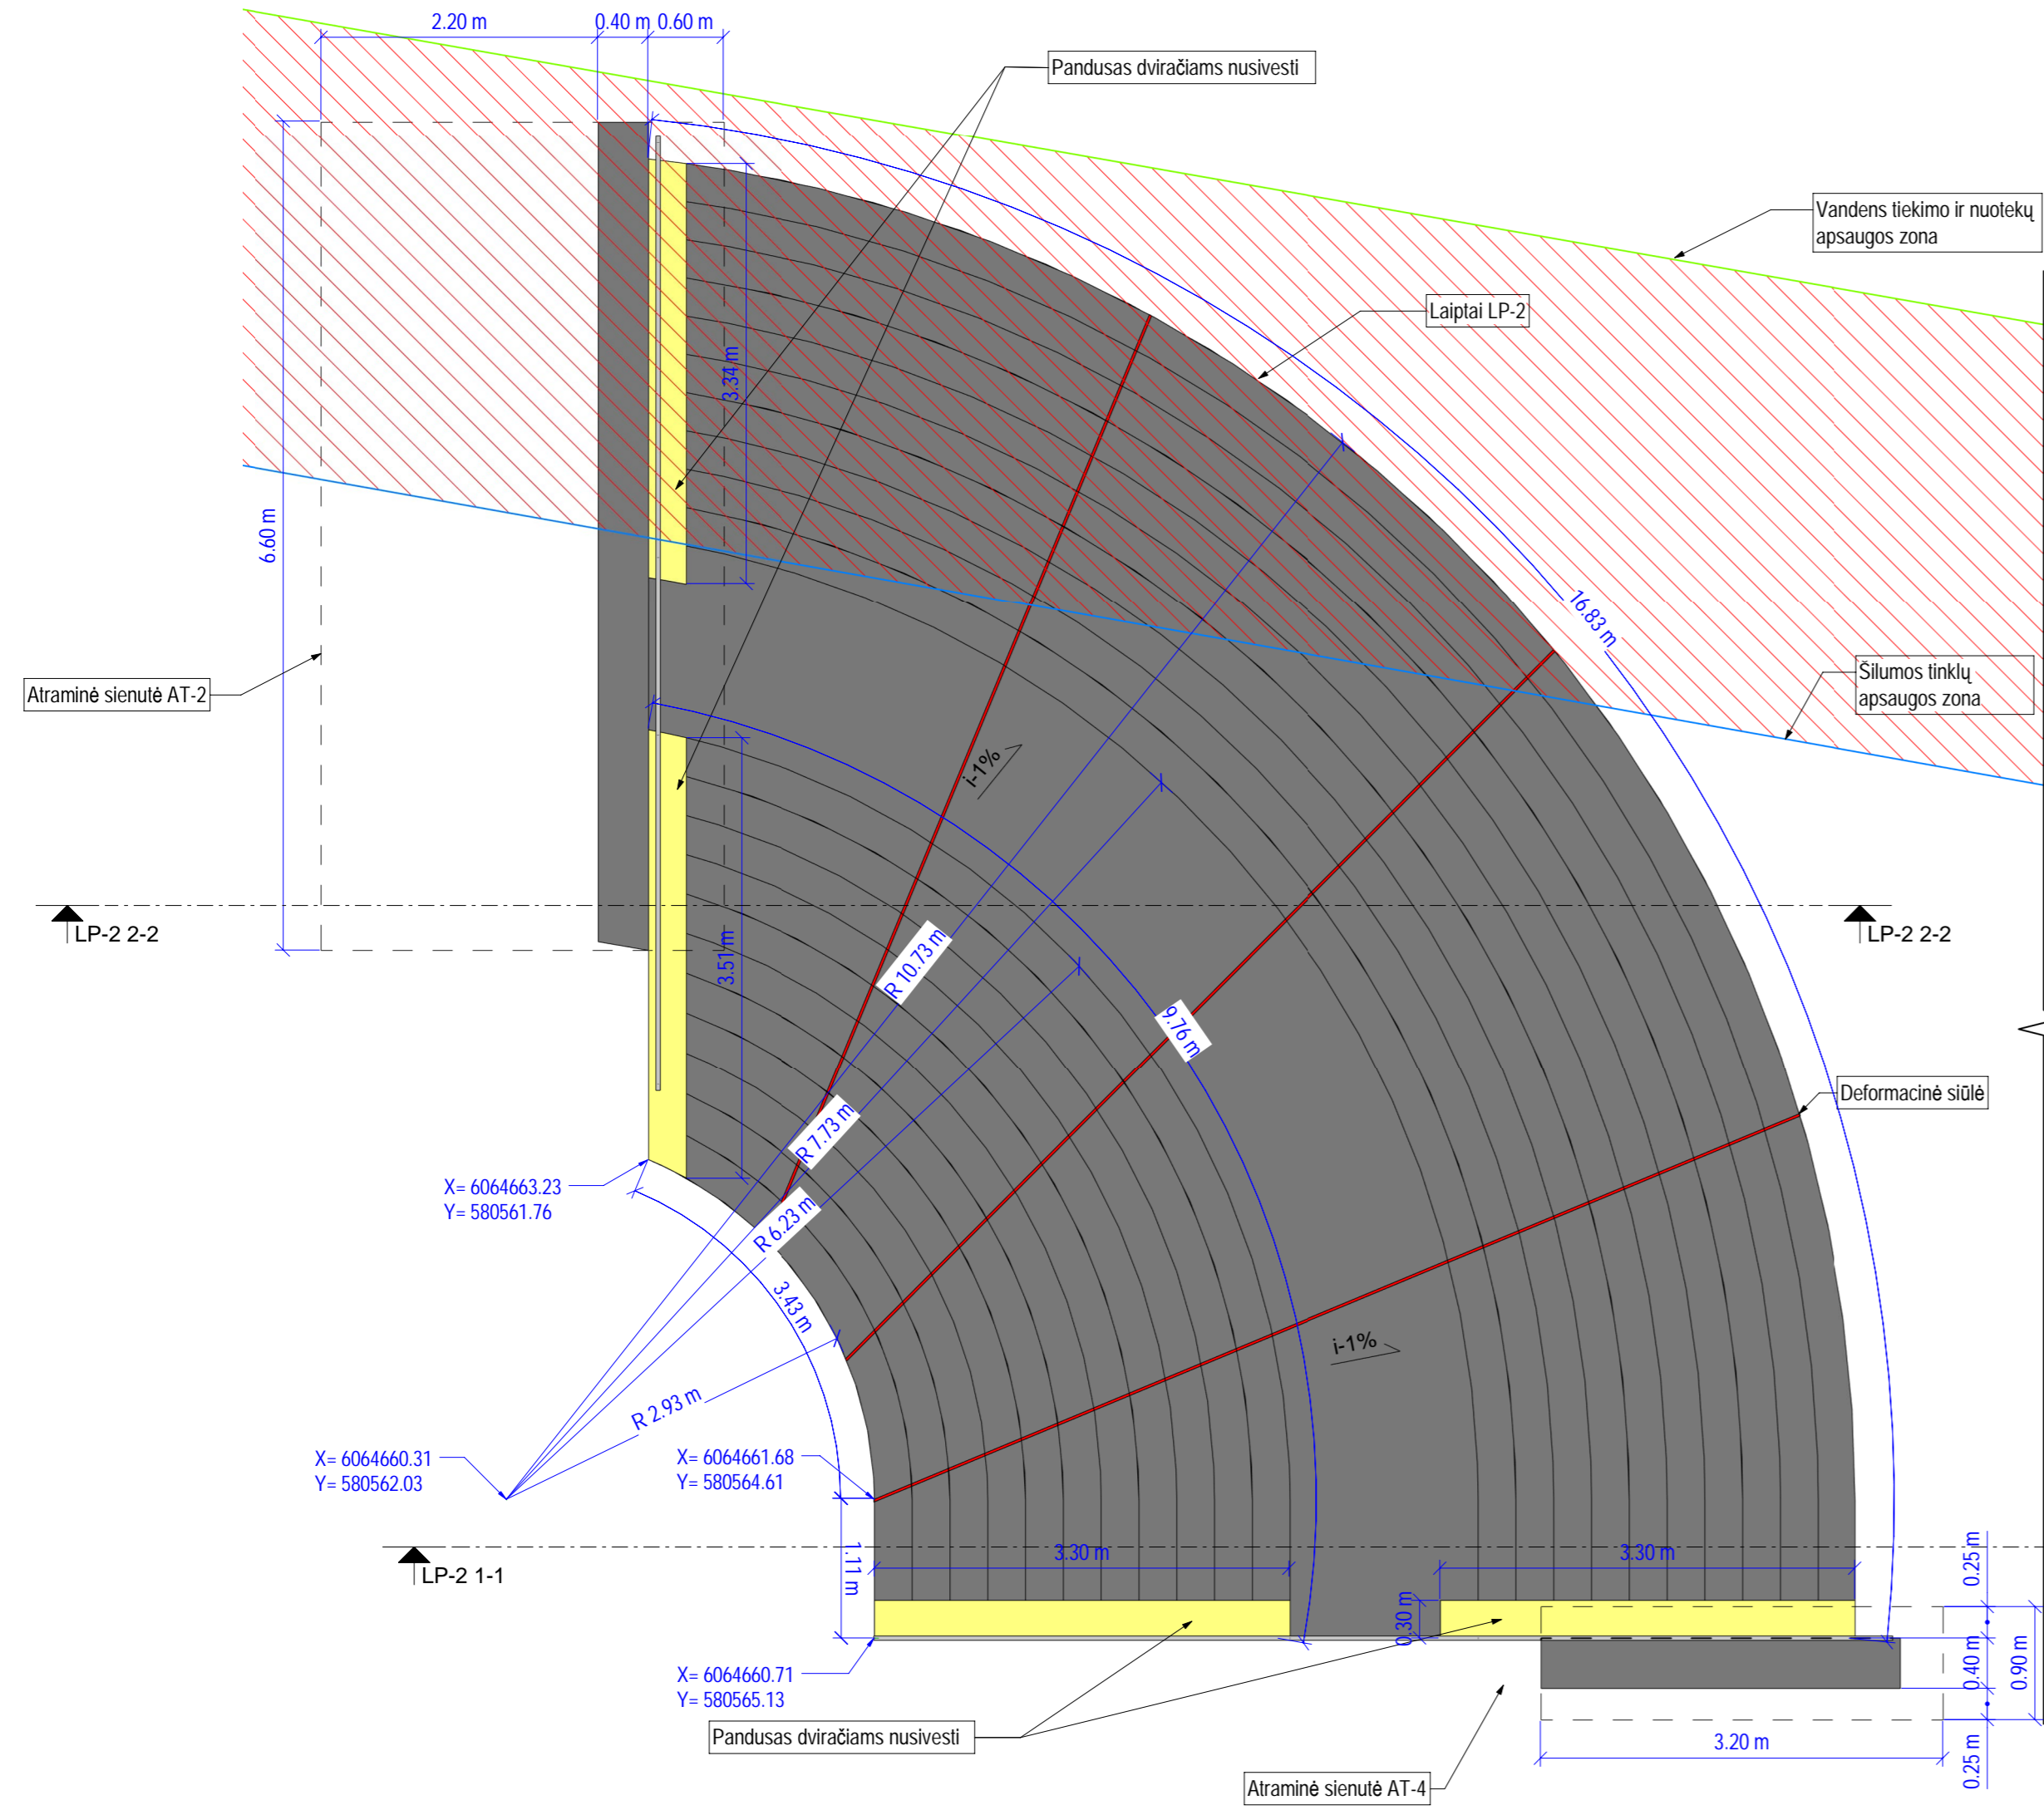 2.20 m
0.40 m
0.60 m
Pandusas dviračiams nusivesti
Vandens tiekimo ir nuotekų
apsaugos zona
Laiptai LP-2
3.34 m
6.60 m
16.83 m
Šilumos tinklų
apsaugos zona
Atraminė sienutė AT-2
i-1%
LP-2 2-2
LP-2 2-2
3.51 m
R 10.73 m
9.76 m
Deformacinė siūlė
R 7.73 m
X= 6064663.23
Y= 580561.76
R 6.23 m
3.43 m
i-1%
R 2.93 m
X= 6064660.31
Y= 580562.03
X= 6064661.68
Y= 580564.61
LP-2 1-1
1.11 m
3.30 m
3.30 m
0.25 m
0.30 m
0.40 m
0.90 m
X= 6064660.71
Y= 580565.13
Pandusas dviračiams nusivesti
3.20 m
0.25 m
Atraminė sienutė AT-4